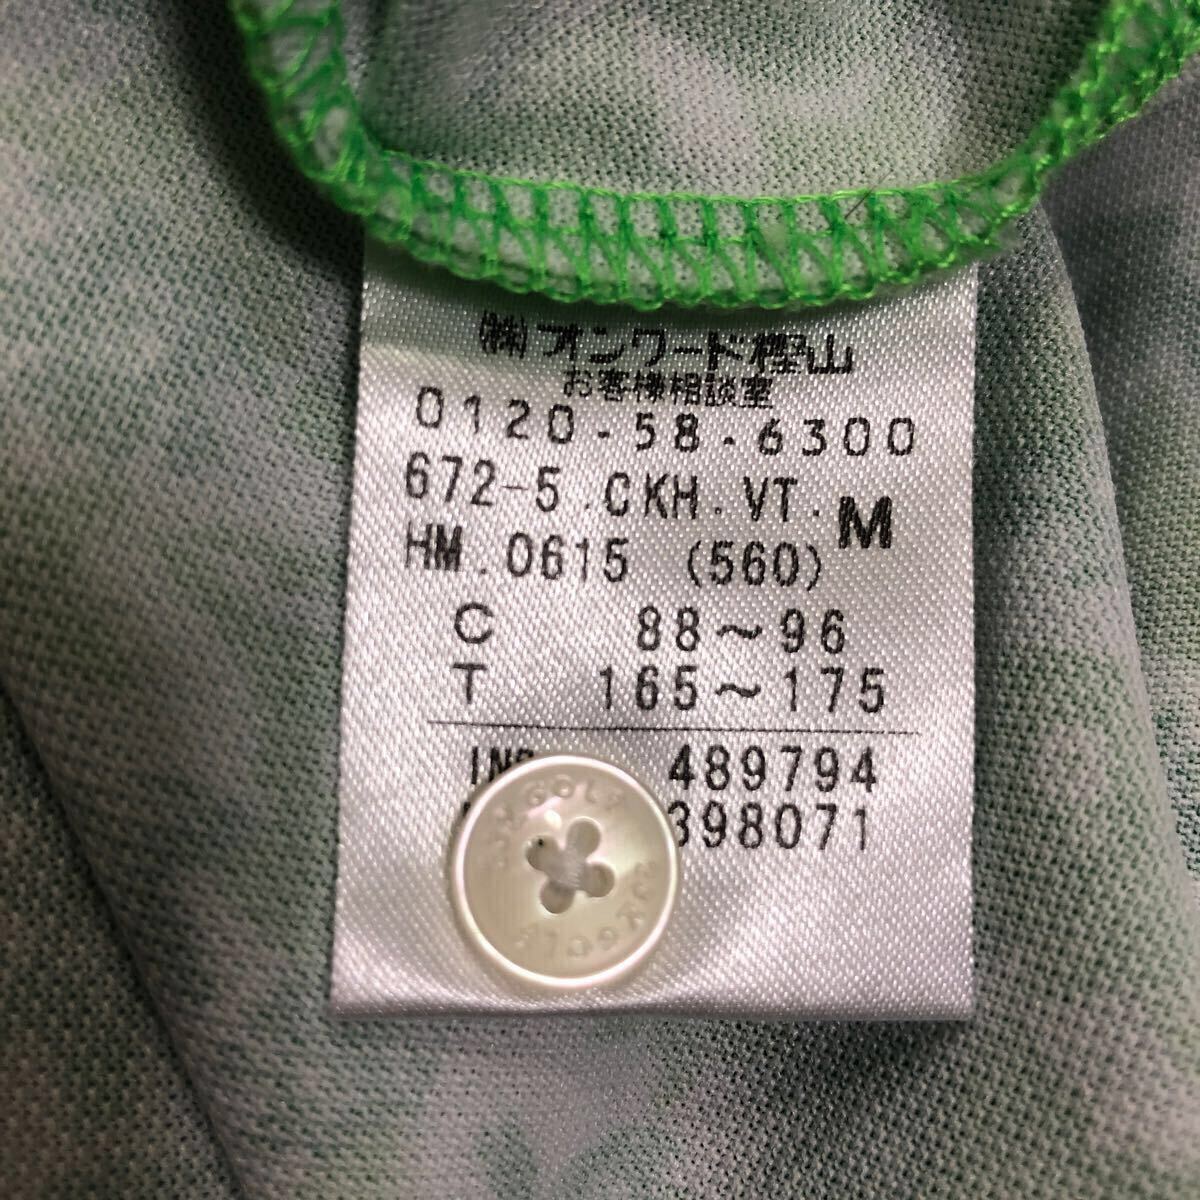 ㈱オンワード樫山
お客様相談室
0120-58-6300
672-5.CKH.VT.M
HM.0615 (560)
C 88～96
T 165～175
489794
398071